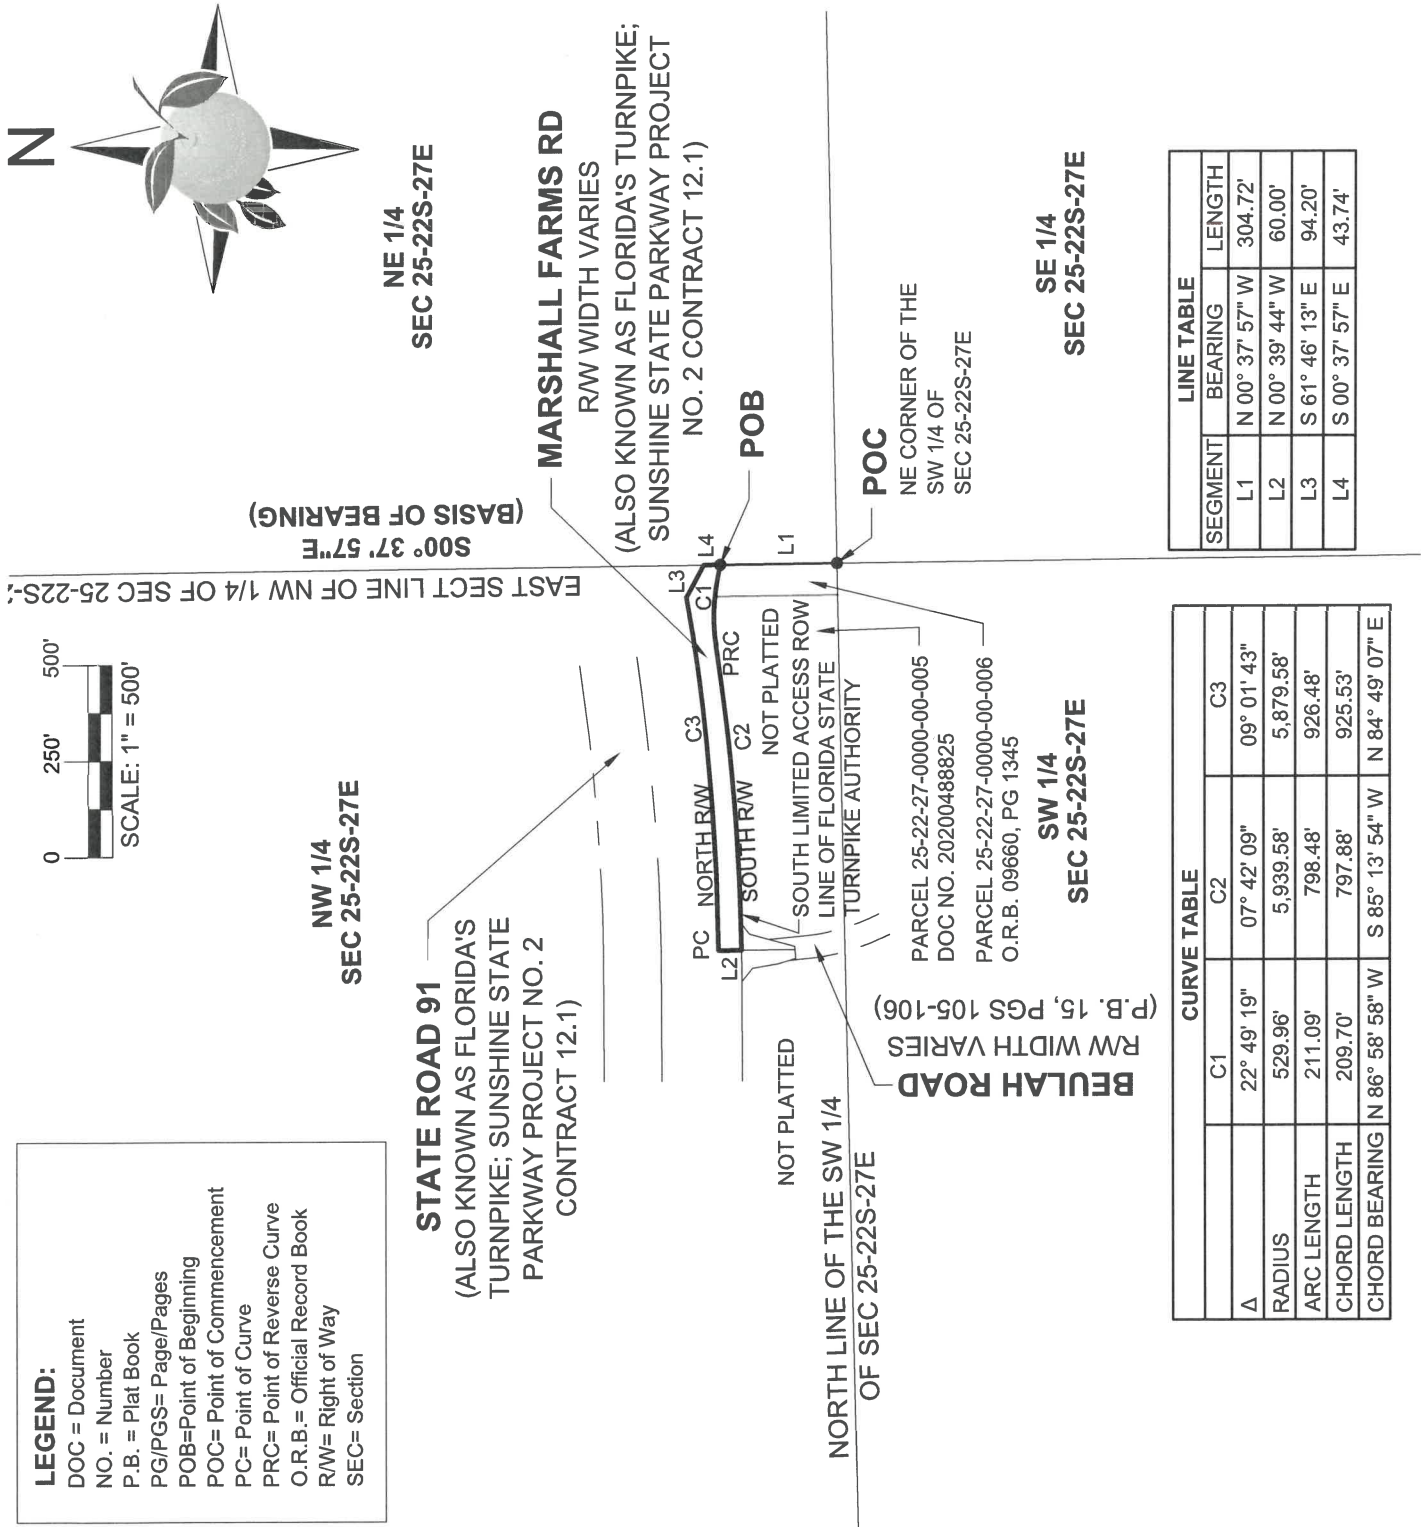 LEGEND:
DOC = Document
NO. = Number
P.B. = Plat Book
PG/PGS= Page/Pages
POB=Point of Beginning
POC= Point of Commencement
PC= Point of Curve
PRC= Point of Reverse Curve
O.R.B.= Official Record Book
R/W= Right of Way
SEC= Section
0
250'
500'
SCALE: 1" = 500'
N
NW 1/4
SEC 25-22S-27E
NE 1/4
SEC 25-22S-27E
EAST SECT LINE OF NW 1/4 OF SEC 25-22S-
S00° 37' 57"E
(BASIS OF BEARING)
STATE ROAD 91
(ALSO KNOWN AS FLORIDA'S
TURNPIKE; SUNSHINE STATE
PARKWAY PROJECT NO. 2
CONTRACT 12.1)
MARSHALL FARMS RD
R/W WIDTH VARIES
(ALSO KNOWN AS FLORIDA'S TURNPIKE;
SUNSHINE STATE PARKWAY PROJECT
NO. 2 CONTRACT 12.1)
PC
NORTH R/W
C3
L3
L4
L2
SOUTH R/W
C2
PRC
C1
POB
L1
NOT PLATTED
NOT PLATTED
SOUTH LIMITED ACCESS ROW
LINE OF FLORIDA STATE
TURNPIKE AUTHORITY
POC
NE CORNER OF THE
SW 1/4 OF
SEC 25-22S-27E
NORTH LINE OF THE SW 1/4
OF SEC 25-22S-27E
BEULAH ROAD
R/W WIDTH VARIES
(P.B. 15, PGS 105-106)
PARCEL 25-22-27-0000-00-005
DOC NO. 20200488825
PARCEL 25-22-27-0000-00-006
O.R.B. 09660, PG 1345
SW 1/4
SEC 25-22S-27E
SE 1/4
SEC 25-22S-27E
CURVE TABLE
C1 C2 C3
Δ 22° 49' 19" 07° 42' 09" 09° 01' 43"
RADIUS 529.96' 5,939.58' 5,879.58'
ARC LENGTH 211.09' 798.48' 926.48'
CHORD LENGTH 209.70' 797.88' 925.53'
CHORD BEARING N 86° 58' 58" W S 85° 13' 54" W N 84° 49' 07" E
LINE TABLE
SEGMENT BEARING LENGTH
L1 N 00° 37' 57" W 304.72'
L2 N 00° 39' 44" W 60.00'
L3 S 61° 46' 13" E 94.20'
L4 S 00° 37' 57" E 43.74'